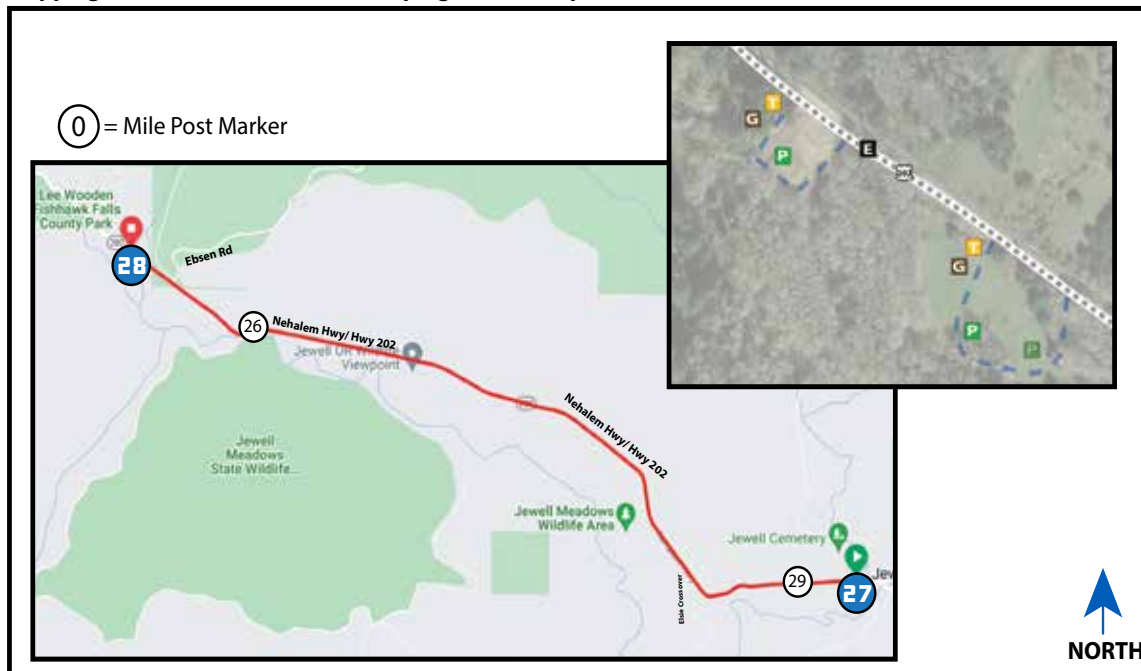 0 = Mile Post Marker
T
G
P
E
202
T
G
P
P
Lee Wooden
Fishhawk Falls
County Park
28
Ebsen Rd
26
Nehalem Hwy/ Hwy 202
Viewpoint
Nehalem Hwy/ Hwy 202
Jewell
Meadows
State Wildlife...
Jewell Meadows
Wildlife Area
Elsie Crossover
Jewell Cemetery
29
27
NORTH